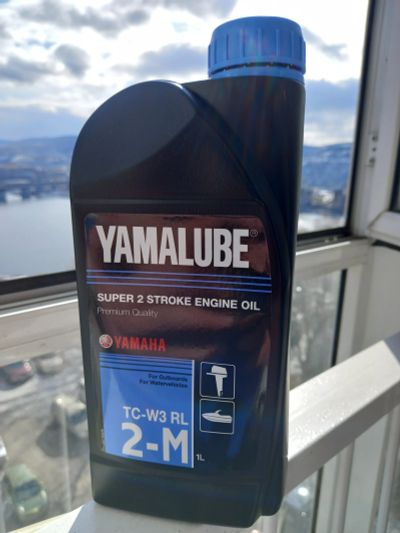 YAMALUBE®
SUPER 2 STROKE ENGINE OIL
Premium Quality
YAMAHA
For Outboards
For Watervehicles
TC-W3 RL
2-M
1L